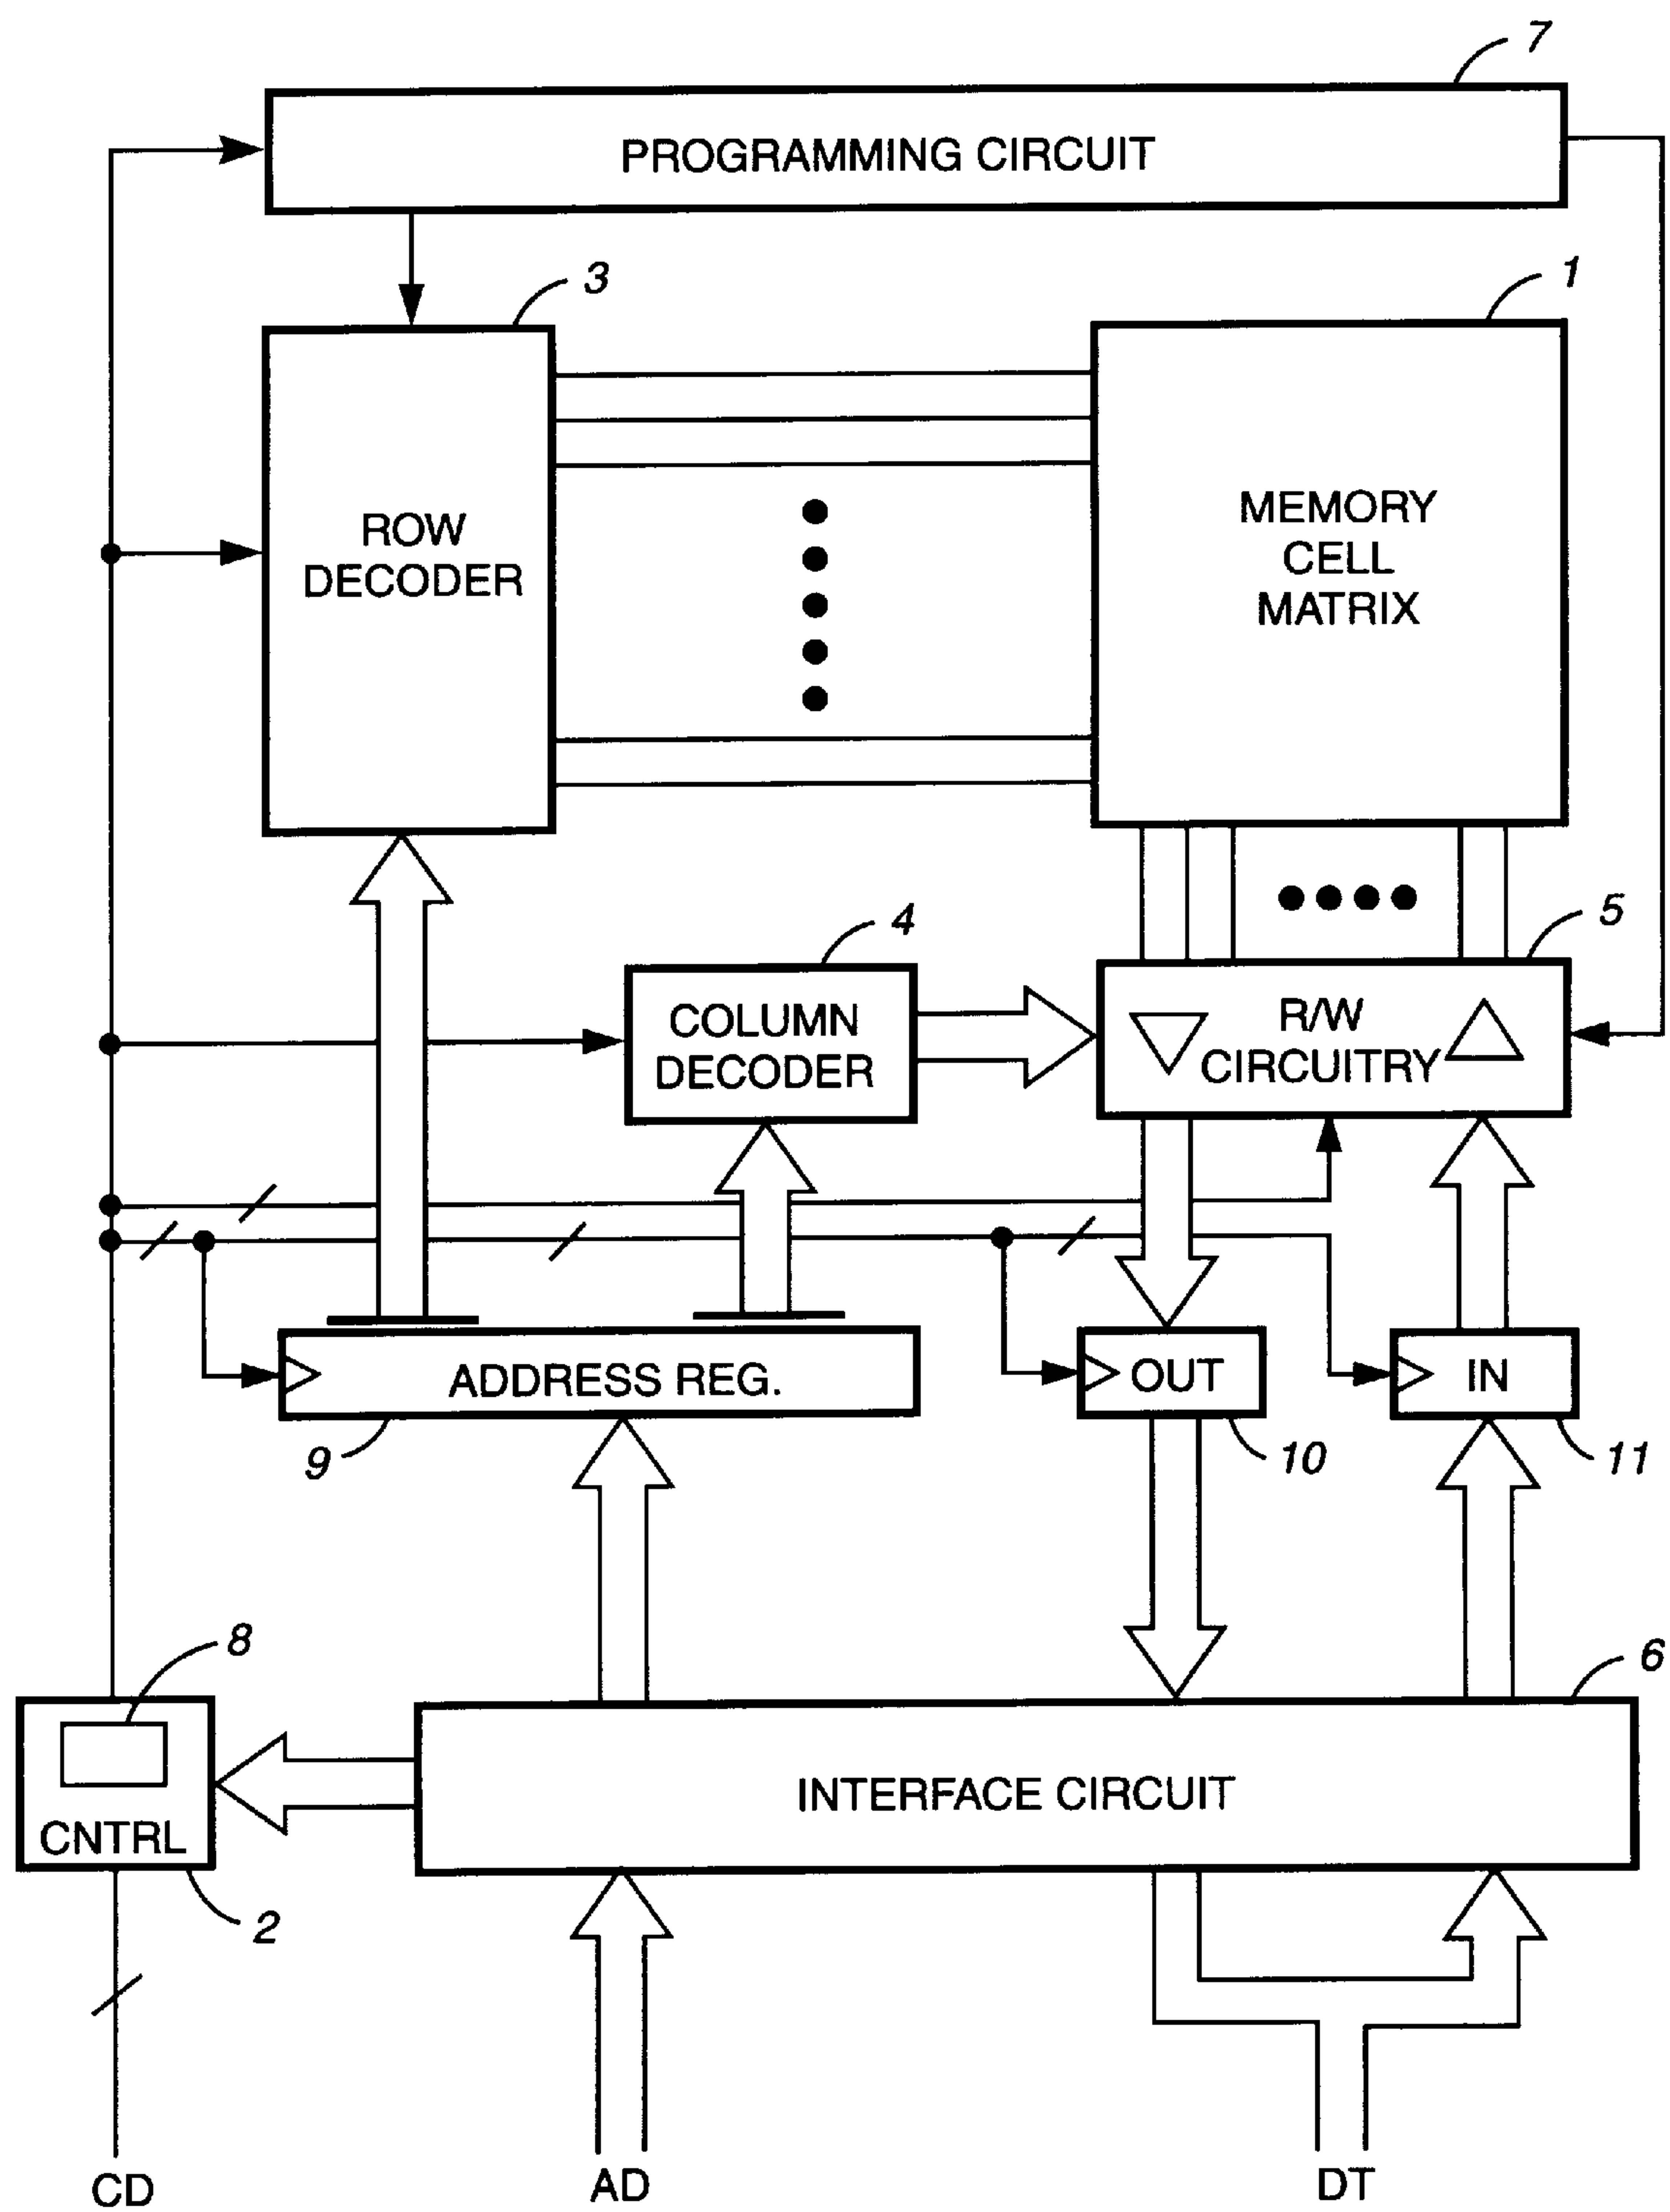 7
PROGRAMMING CIRCUIT
3
1
ROW
DECODER
MEMORY
CELL
MATRIX
4
5
COLUMN
DECODER
R/W
CIRCUITRY
ADDRESS REG.
OUT
IN
9
10
11
8
6
INTERFACE CIRCUIT
CNTRL
2
CD
AD
DT